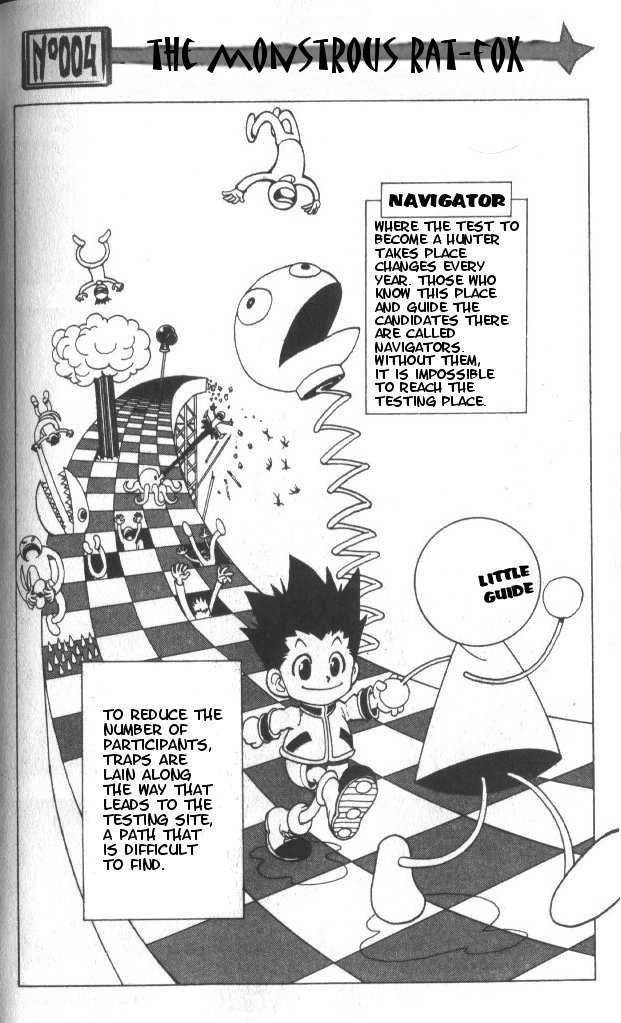 Nº004
THE MONSTROUS RAT-FOX
NAVIGATOR
WHERE THE TEST TO
BECOME A HUNTER
TAKES PLACE
CHANGES EVERY
YEAR. THOSE WHO
KNOW THIS PLACE
AND GUIDE THE
CANDIDATES THERE
ARE CALLED
NAVIGATORS.
WITHOUT THEM,
IT IS IMPOSSIBLE
TO REACH THE
TESTING PLACE.
LITTLE
GUIDE
TO REDUCE THE
NUMBER OF
PARTICIPANTS,
TRAPS ARE
LAIN ALONG
THE WAY THAT
LEADS TO THE
TESTING SITE,
A PATH THAT
IS DIFFICULT
TO FIND.